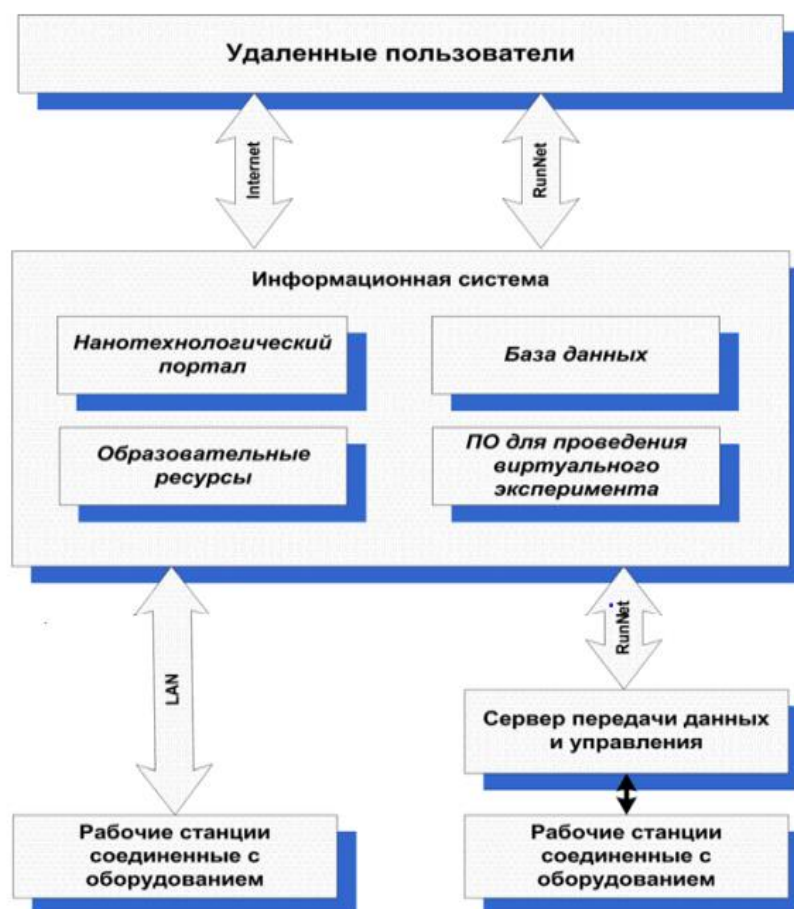 Удаленные пользователи
Internet
RunNet
Информационная система
Нанотехнологический
портал
База данных
Образовательные
ресурсы
ПО для проведения
виртуального
эксперимента
LAN
RunNet
Сервер передачи данных
и управления
Рабочие станции
соединенные с
оборудованием
Рабочие станции
соединенные с
оборудованием